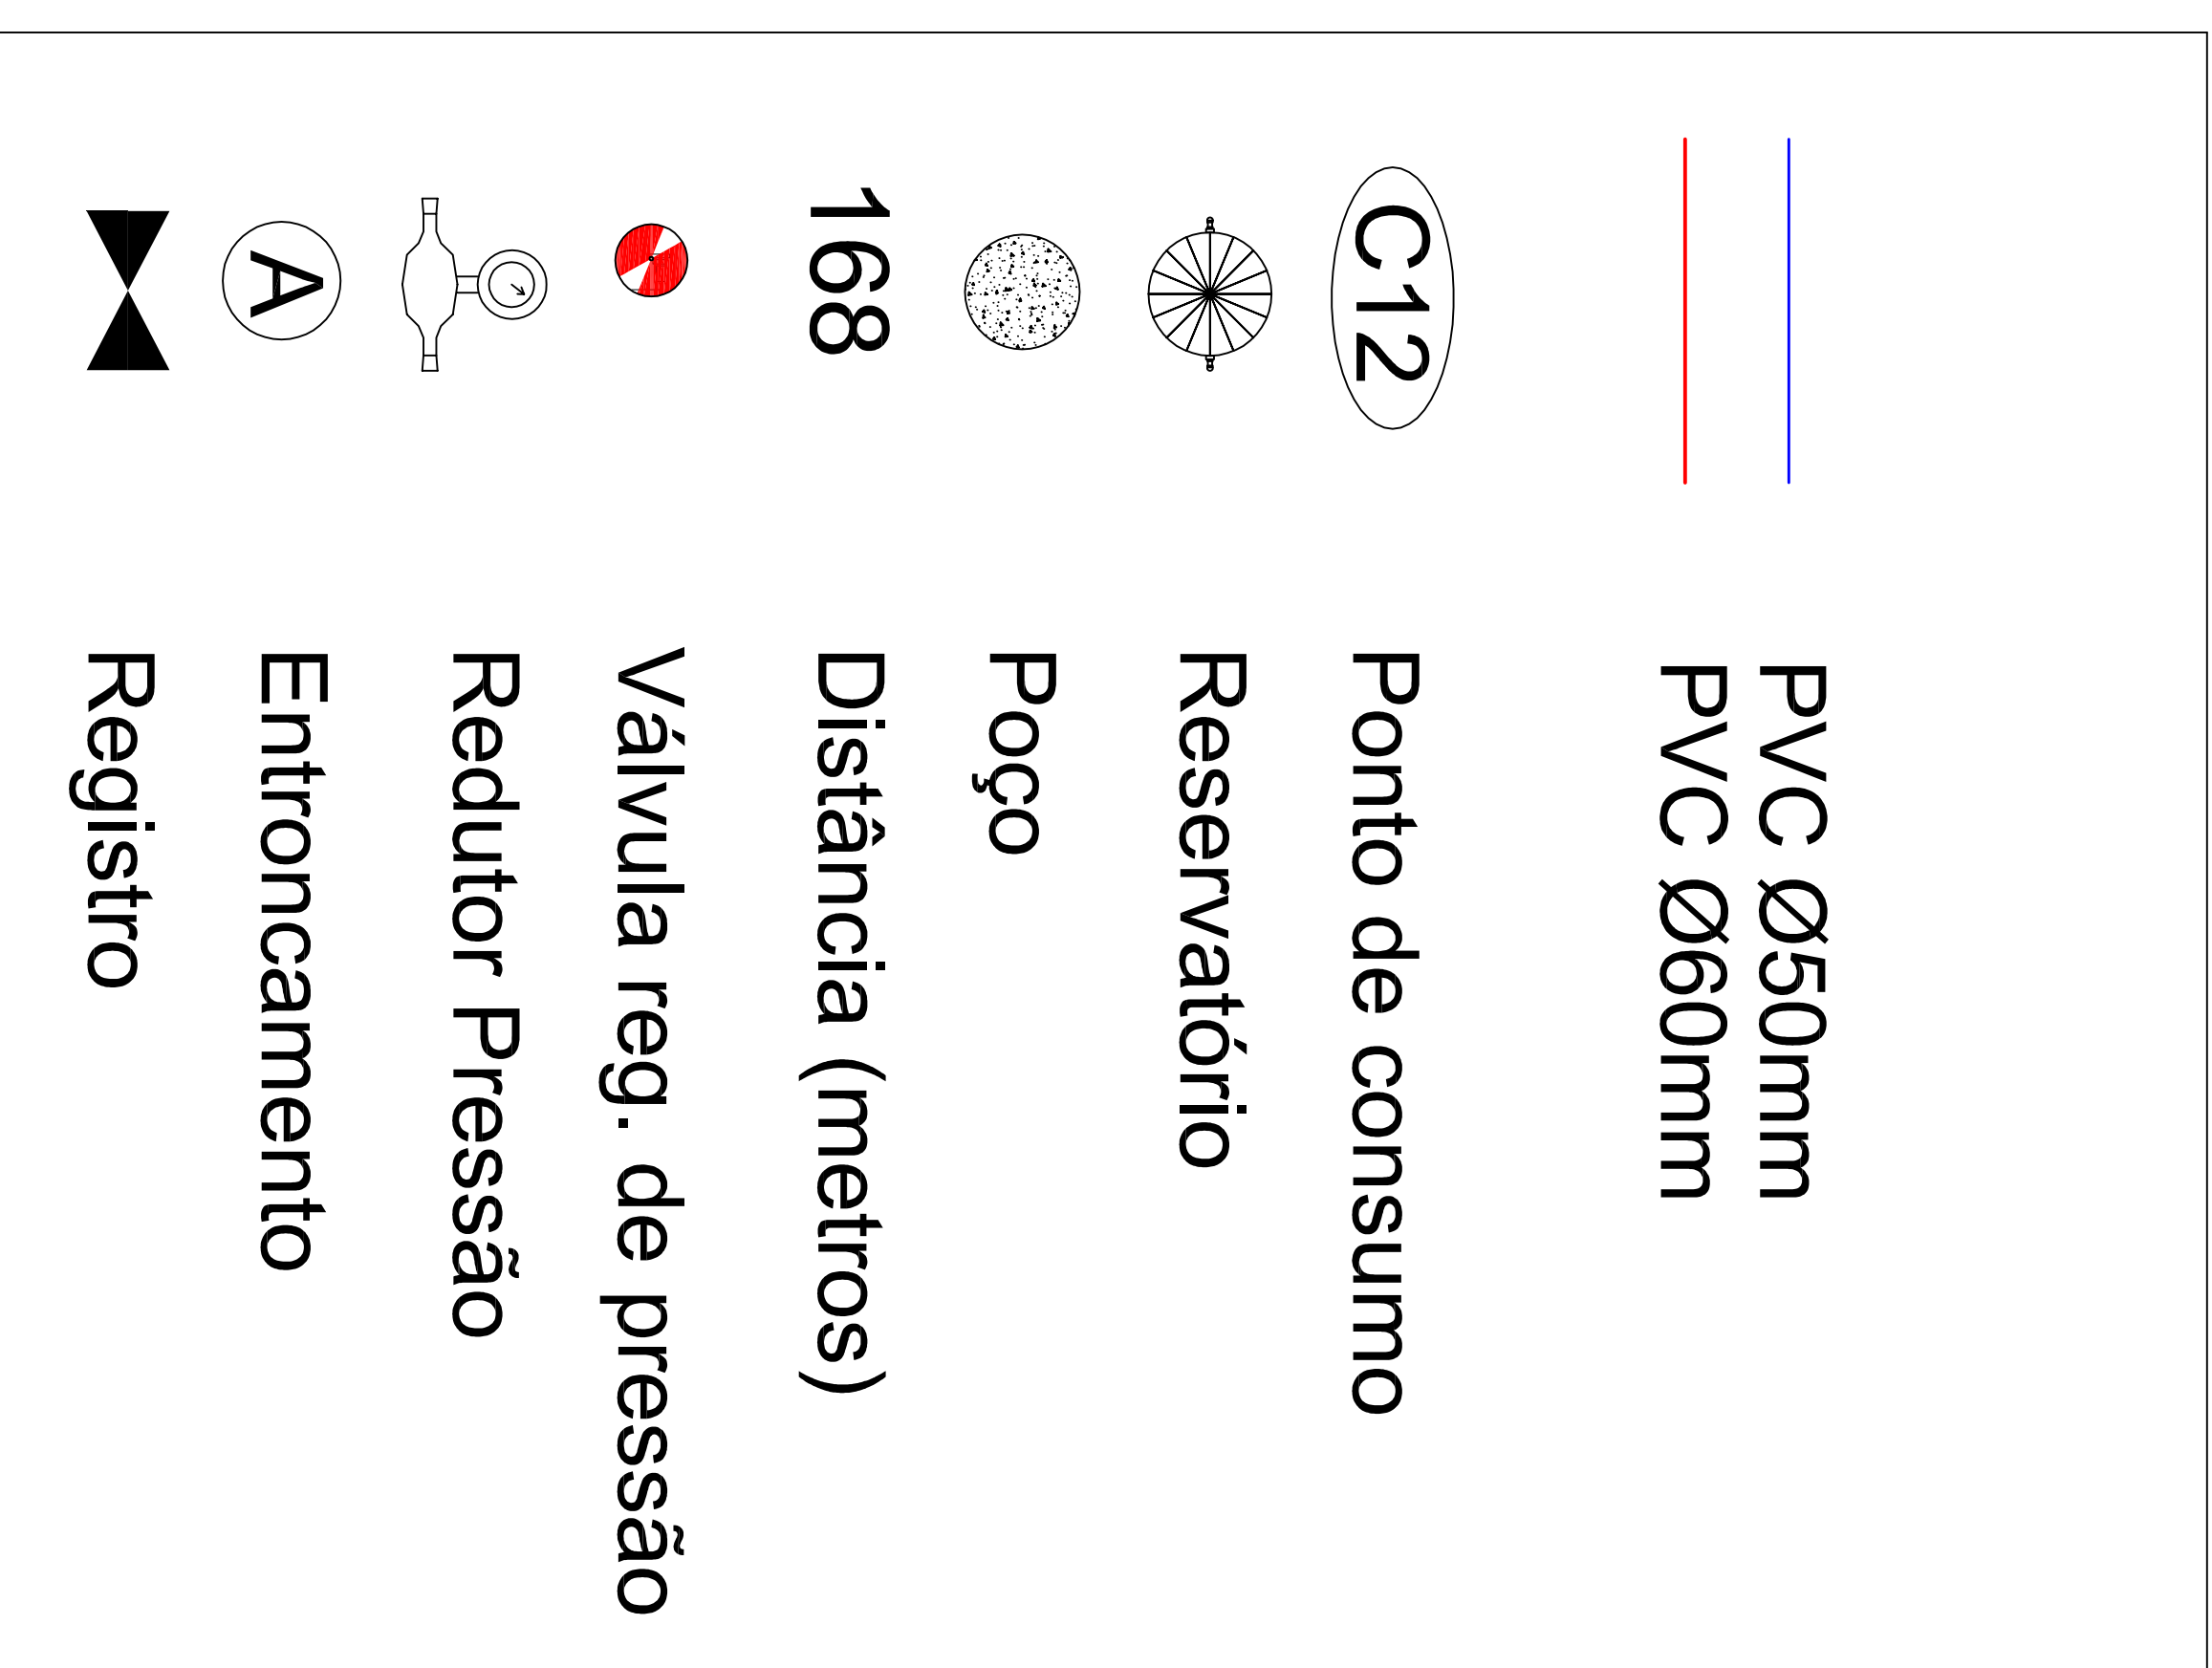 PVC Ø50mm
PVC Ø60mm
C12 Ponto de consumo
Reservatório
Poço
168 Distância (metros)
Válvula reg. de pressão
Redutor Pressão
A Entroncamento
Registro